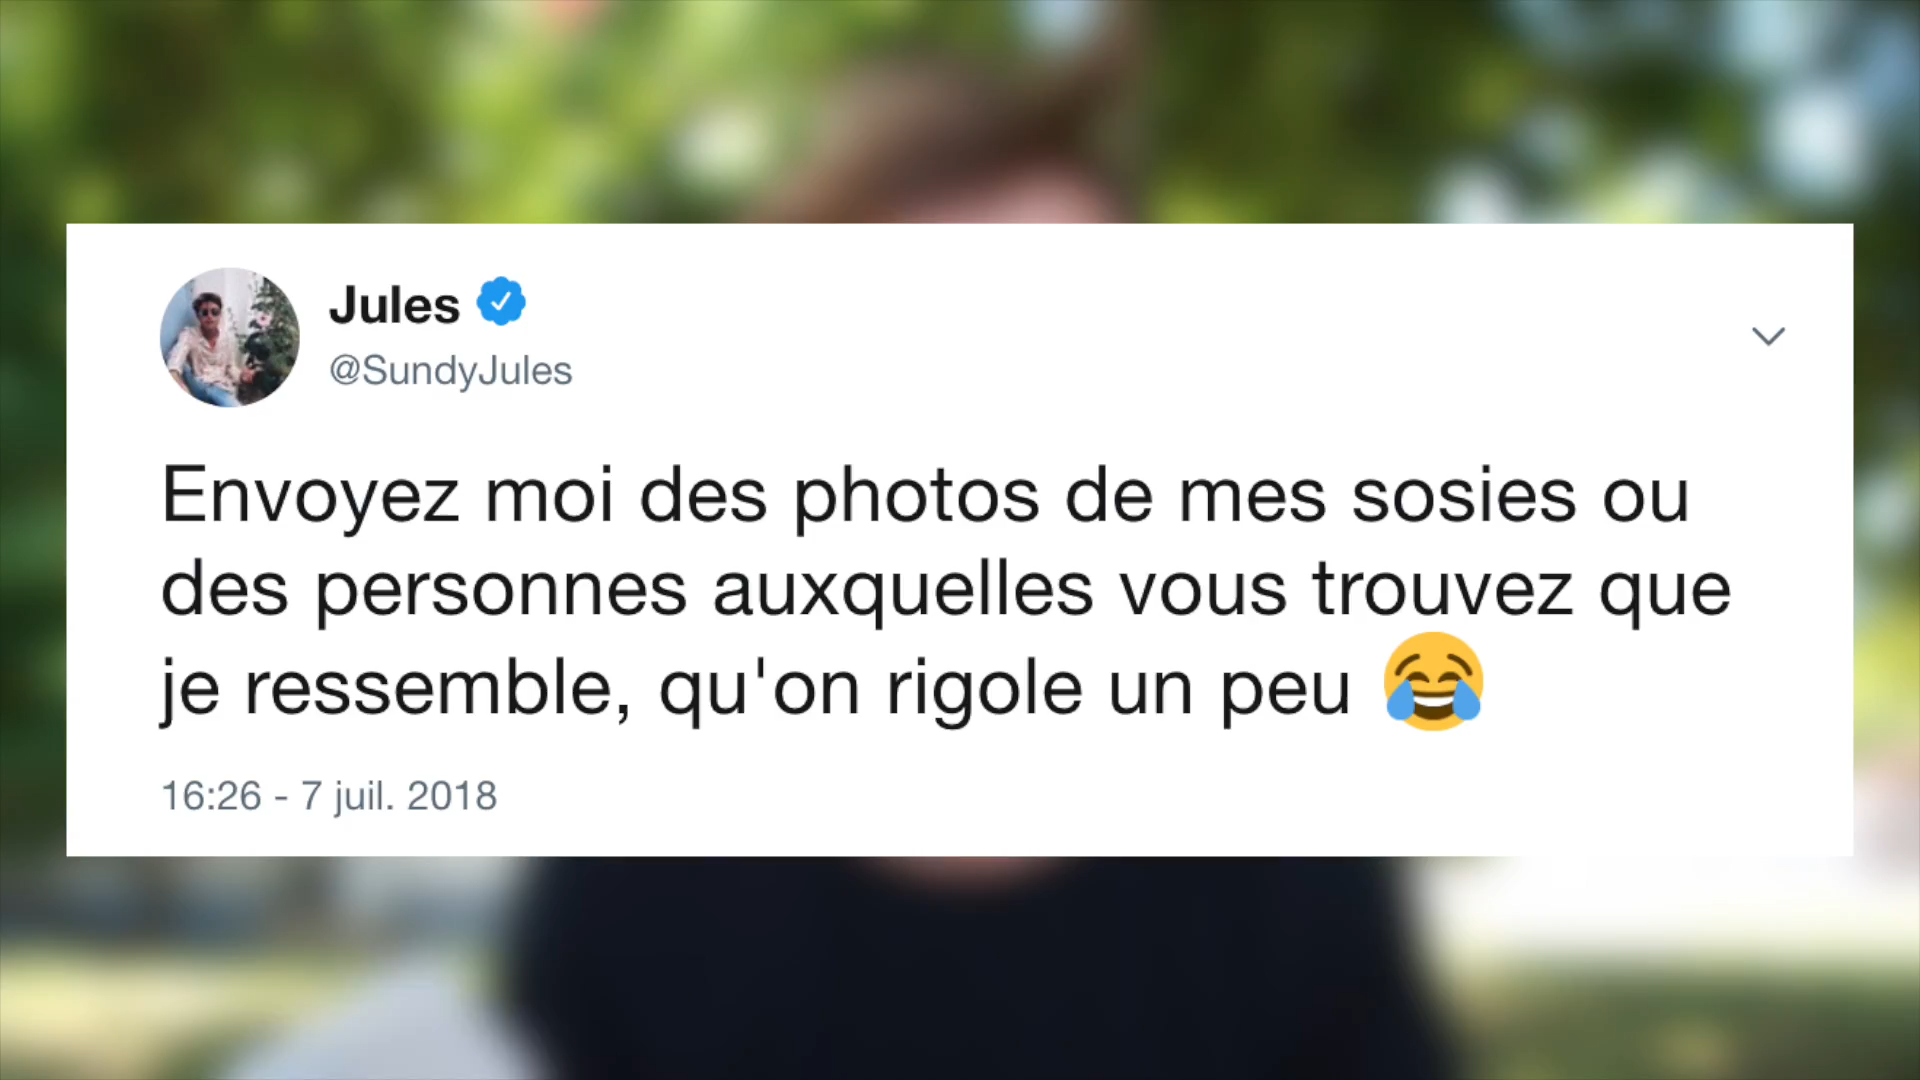 Jules
@SundyJules
Envoyez moi des photos de mes sosies ou
des personnes auxquelles vous trouvez que
je ressemble, qu'on rigole un peu 😂
16:26 - 7 juil. 2018